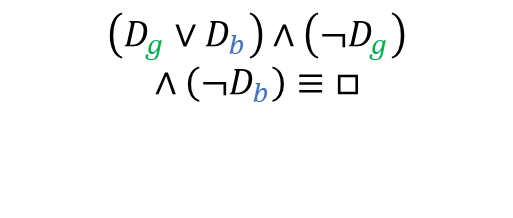 (D_g ∨ D_b) ∧ (¬D_g)
∧ (¬D_b) ≡ □